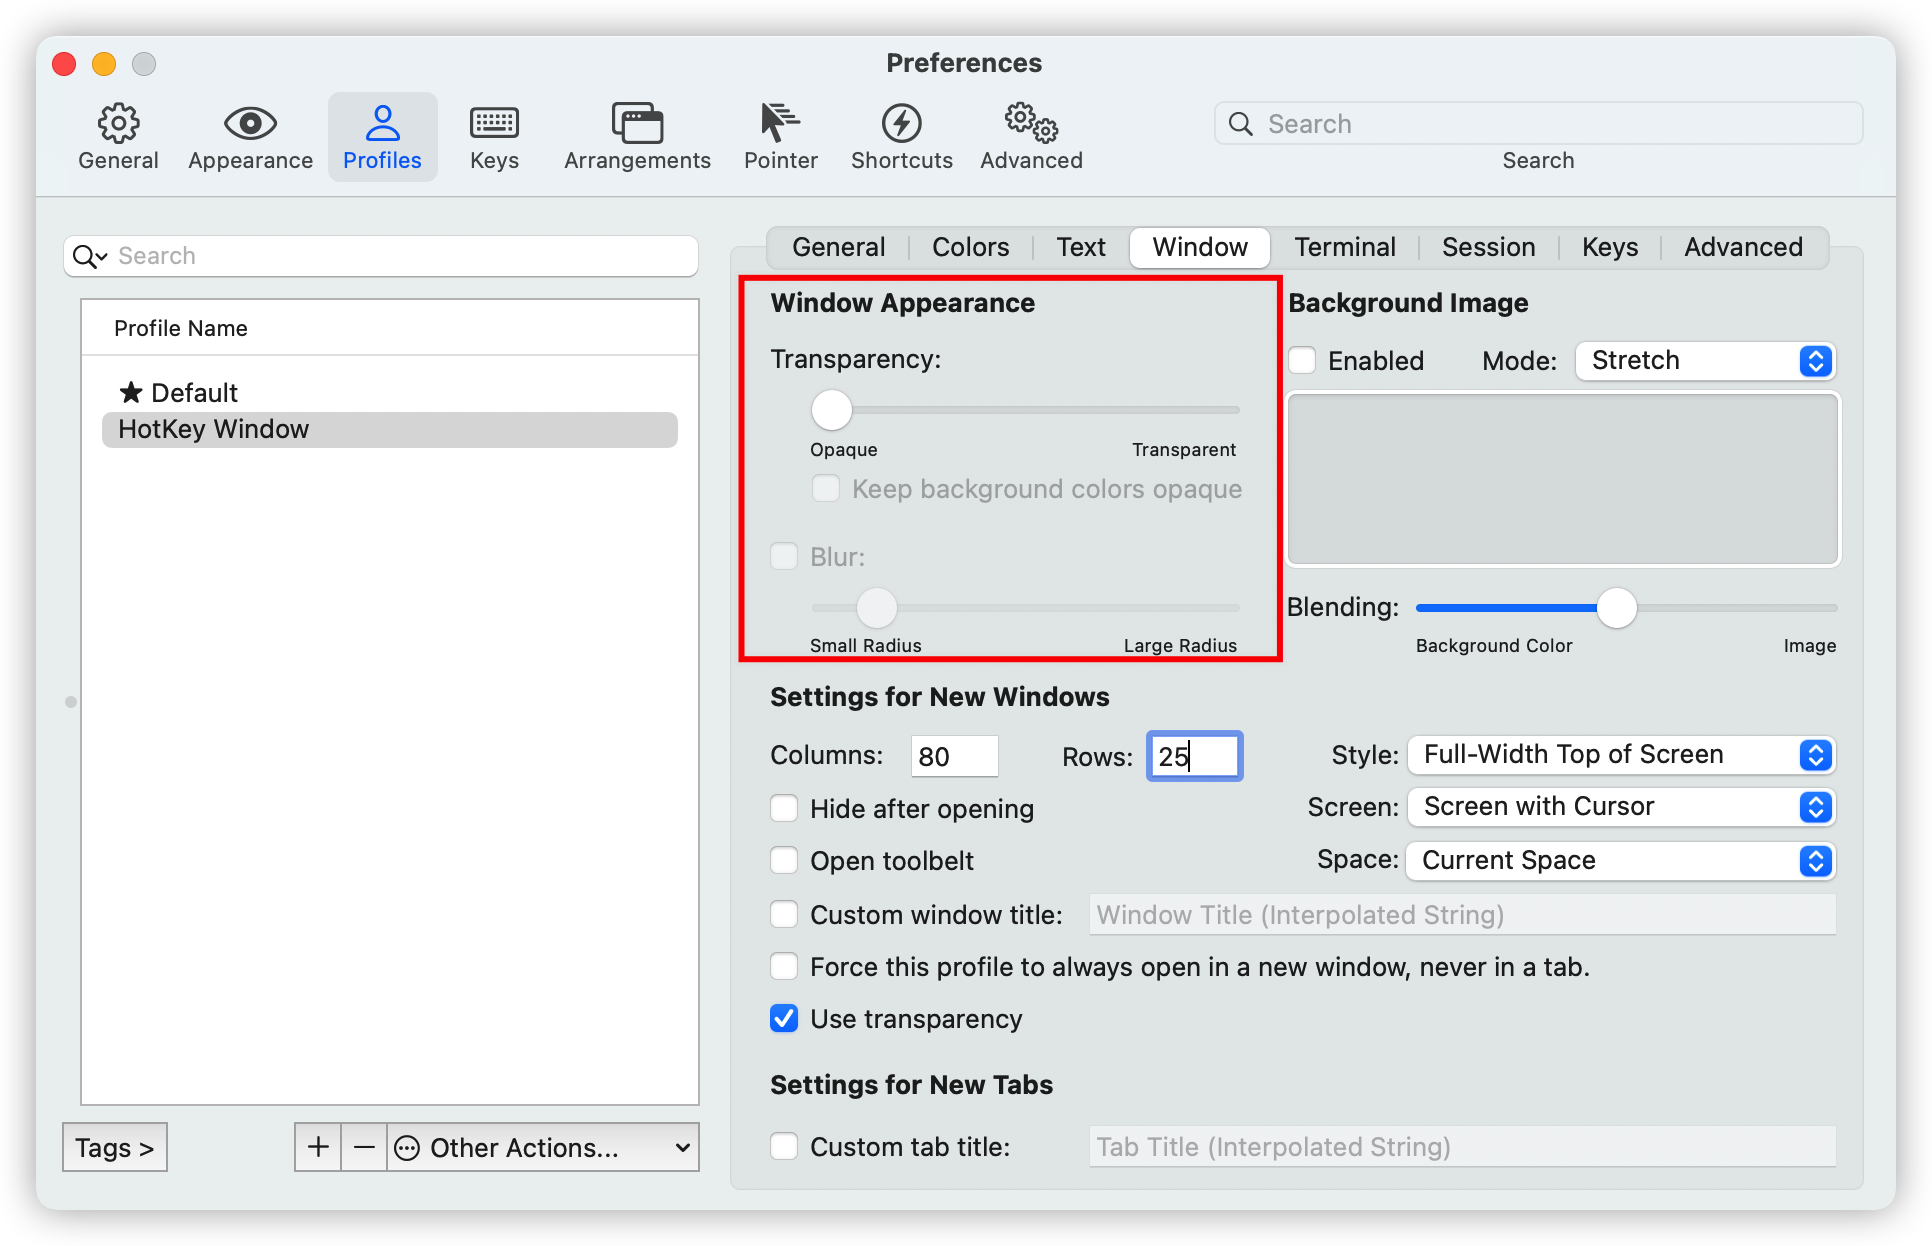 Preferences
General
Appearance
Profiles
Keys
Arrangements
Pointer
Shortcuts
Advanced
Search
Search
Search
Profile Name
★ Default
HotKey Window
Tags >
+
−
Other Actions...
General
Colors
Text
Window
Terminal
Session
Keys
Advanced
Window Appearance
Transparency:
Opaque
Transparent
Keep background colors opaque
Blur:
Small Radius
Large Radius
Background Image
Enabled
Mode:
Stretch
Blending:
Background Color
Image
Settings for New Windows
Columns:
80
Rows:
25
Style:
Full-Width Top of Screen
Hide after opening
Screen:
Screen with Cursor
Open toolbelt
Space:
Current Space
Custom window title:
Window Title (Interpolated String)
Force this profile to always open in a new window, never in a tab.
Use transparency
Settings for New Tabs
Custom tab title:
Tab Title (Interpolated String)